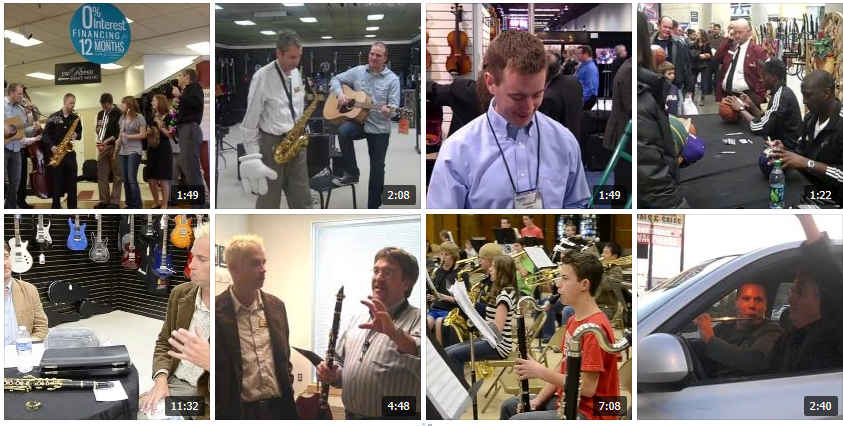 0%
Interest
FINANCING
FOR
12
MONTHS
1:49
2:08
1:49
1:22
11:32
4:48
7:08
2:40